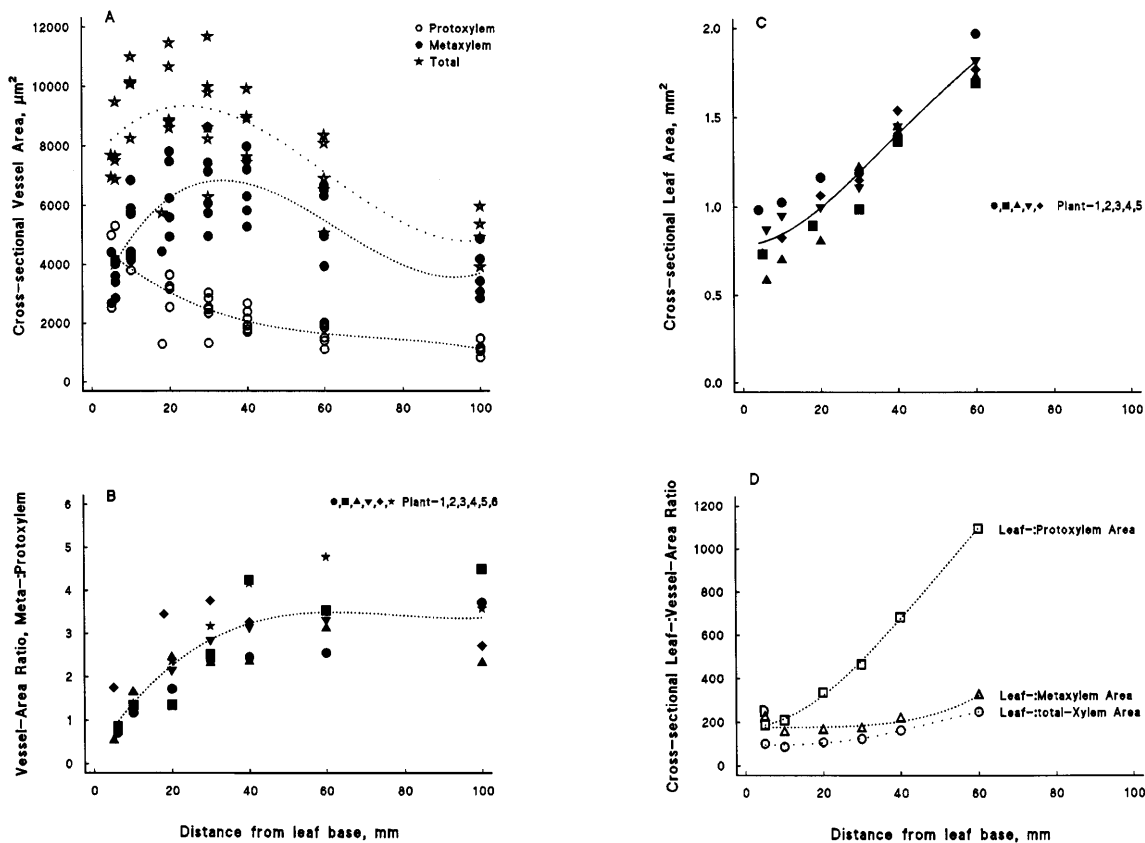 A
Protoxylem
Metaxylem
Total
12000
10000
8000
6000
4000
2000
0
Cross-sectional Vessel Area, μm²
0 20 40 60 80 100
C
2.0
1.5
1.0
0.5
0.0
Cross-sectional Leaf Area, mm²
Plant-1,2,3,4,5
0 20 40 60 80 100
B
6
5
4
3
2
1
0
Vessel-Area Ratio, Meta-:Protoxylem
Plant-1,2,3,4,5,6
0 20 40 60 80 100
Distance from leaf base, mm
D
1200
1000
800
600
400
200
0
Cross-sectional Leaf-:Vessel-Area Ratio
Leaf-:Protoxylem Area
Leaf-:Metaxylem Area
Leaf-:total-Xylem Area
0 20 40 60 80 100
Distance from leaf base, mm